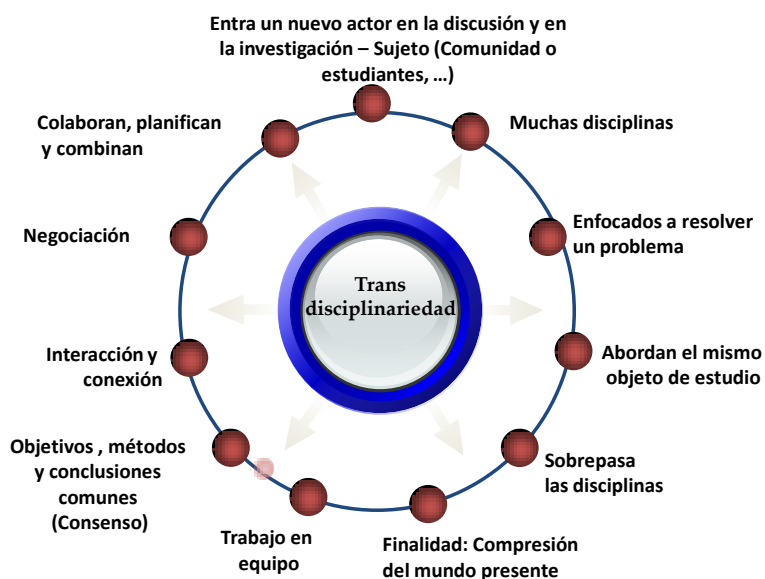 Entra un nuevo actor en la discusión y en
la investigación – Sujeto (Comunidad o
estudiantes, ...)
Muchas disciplinas
Enfocados a resolver
un problema
Abordan el mismo
objeto de estudio
Sobrepasa
las disciplinas
Finalidad: Compresión
del mundo presente
Trabajo en
equipo
Objetivos , métodos
y conclusiones
comunes
(Consenso)
Interacción y
conexión
Negociación
Colaboran, planifican
y combinan
Trans
disciplinariedad